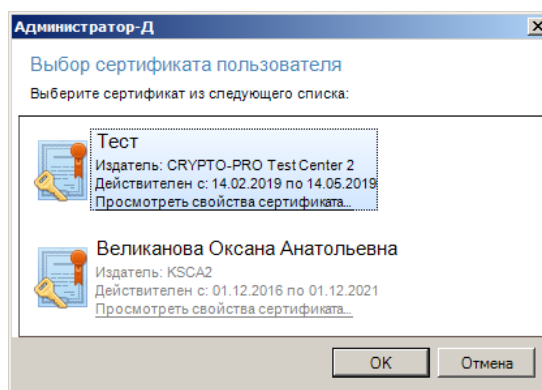 Администратор-Д
Выбор сертификата пользователя
Выберите сертификат из следующего списка:
Тест
Издатель: CRYPTO-PRO Test Center 2
Действителен с: 14.02.2019 по 14.05.2019
Просмотреть свойства сертификата...
Великанова Оксана Анатольевна
Издатель: KSCA2
Действителен с: 01.12.2016 по 01.12.2021
Просмотреть свойства сертификата...
OK Отмена